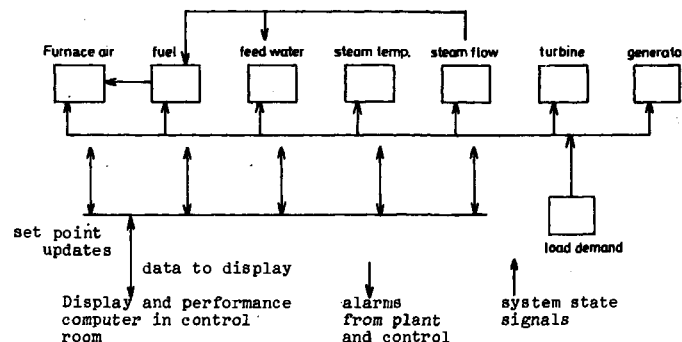 Furnace air fuel feed water steam temp. steam flow turbine generato
load demand
set point
updates
data to display
Display and performance
computer in control
room
alarms
from plant
and control
system state
signals